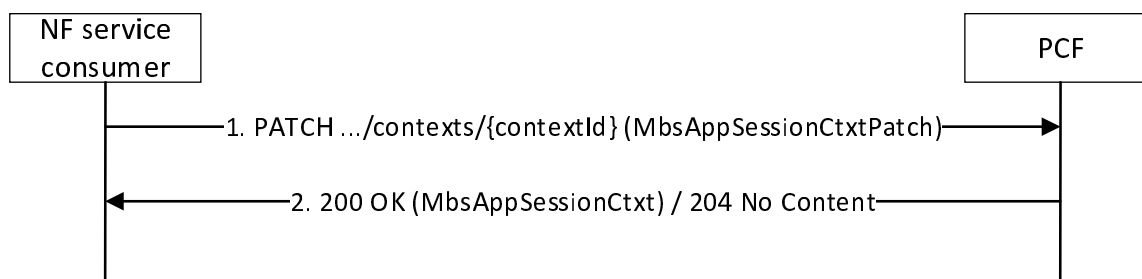 NF service
consumer
PCF
1. PATCH .../contexts/{contextId} (MbsAppSessionCtxtPatch)
2. 200 OK (MbsAppSessionCtxt) / 204 No Content